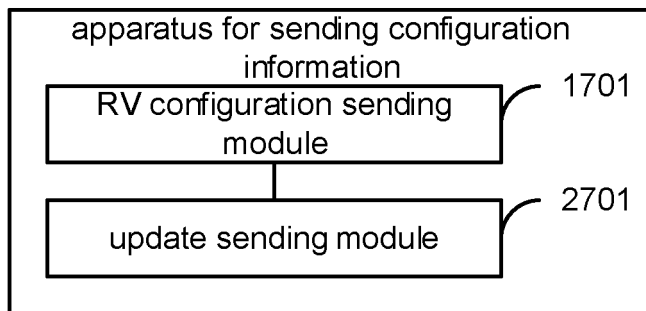 apparatus for sending configuration
information
RV configuration sending
module
1701
update sending module
2701